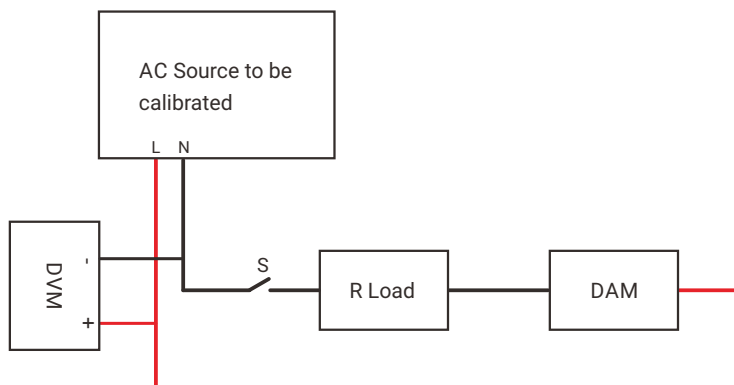 AC Source to be
calibrated
L N
DVM
-
+
S
R Load
DAM